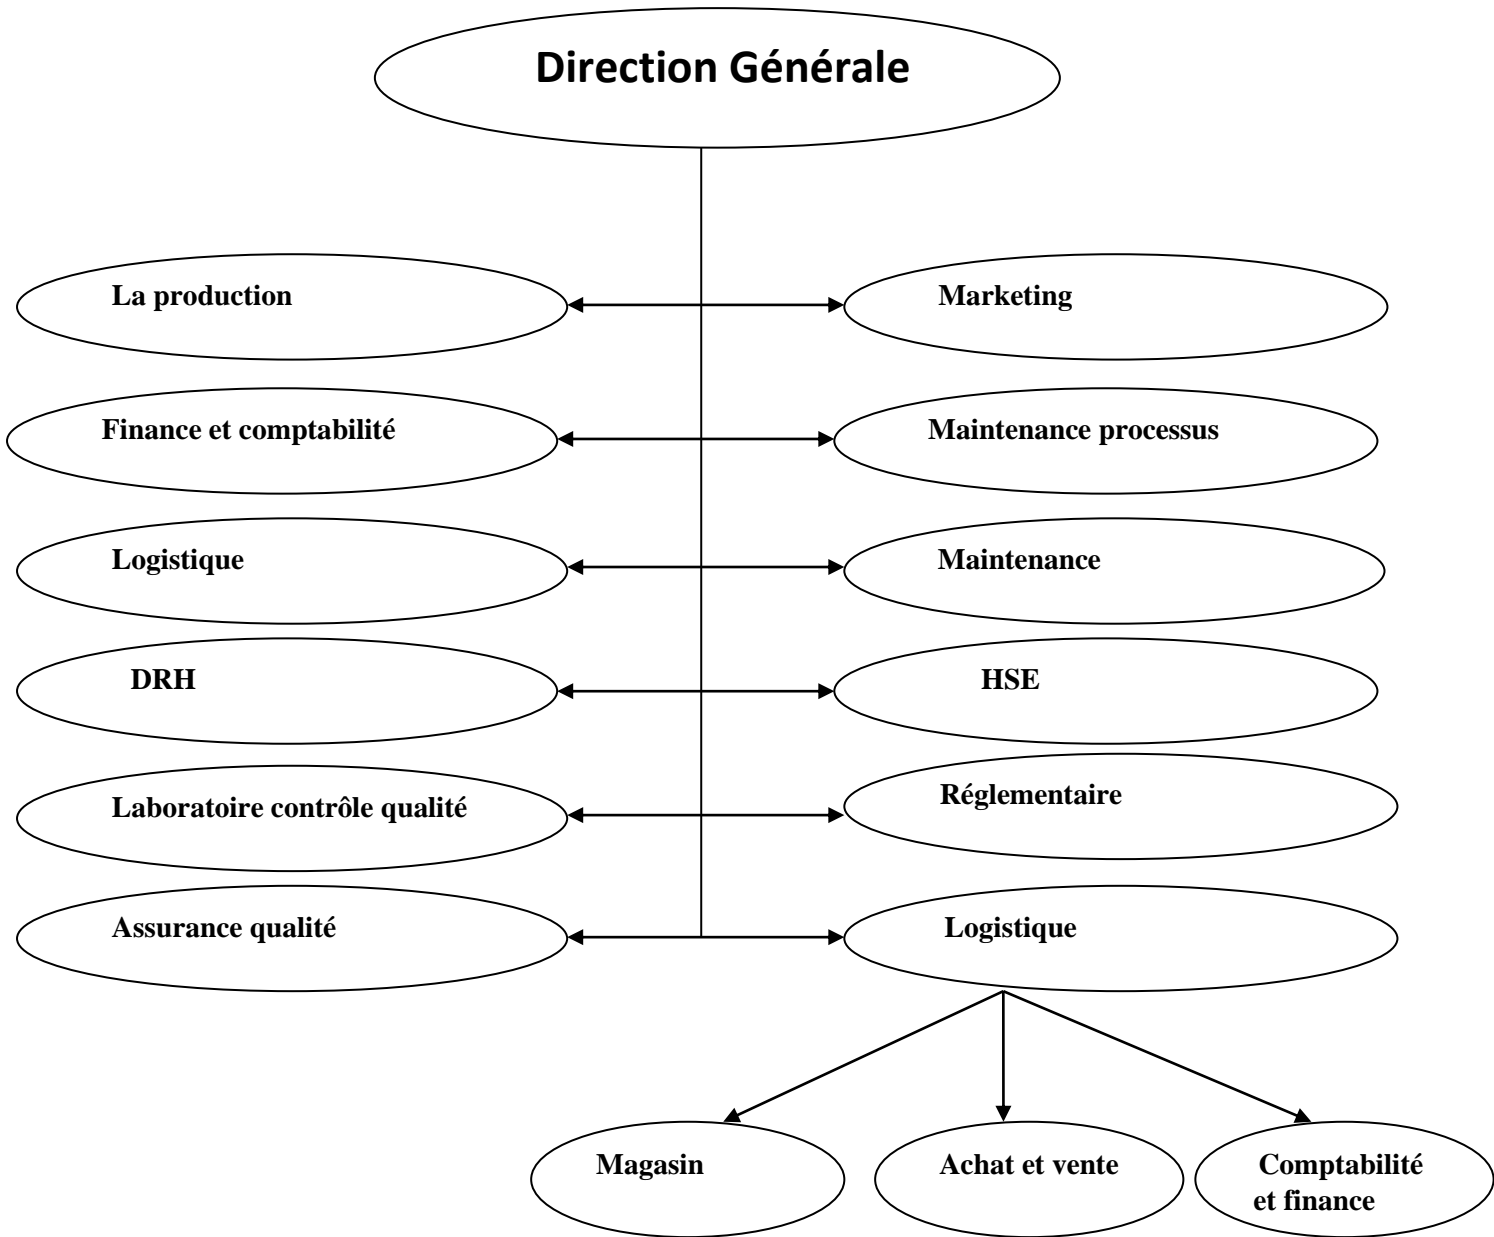 Direction Générale
La production
Marketing
Finance et comptabilité
Maintenance processus
Logistique
Maintenance
DRH
HSE
Laboratoire contrôle qualité
Réglementaire
Assurance qualité
Logistique
Magasin
Achat et vente
Comptabilité
et finance